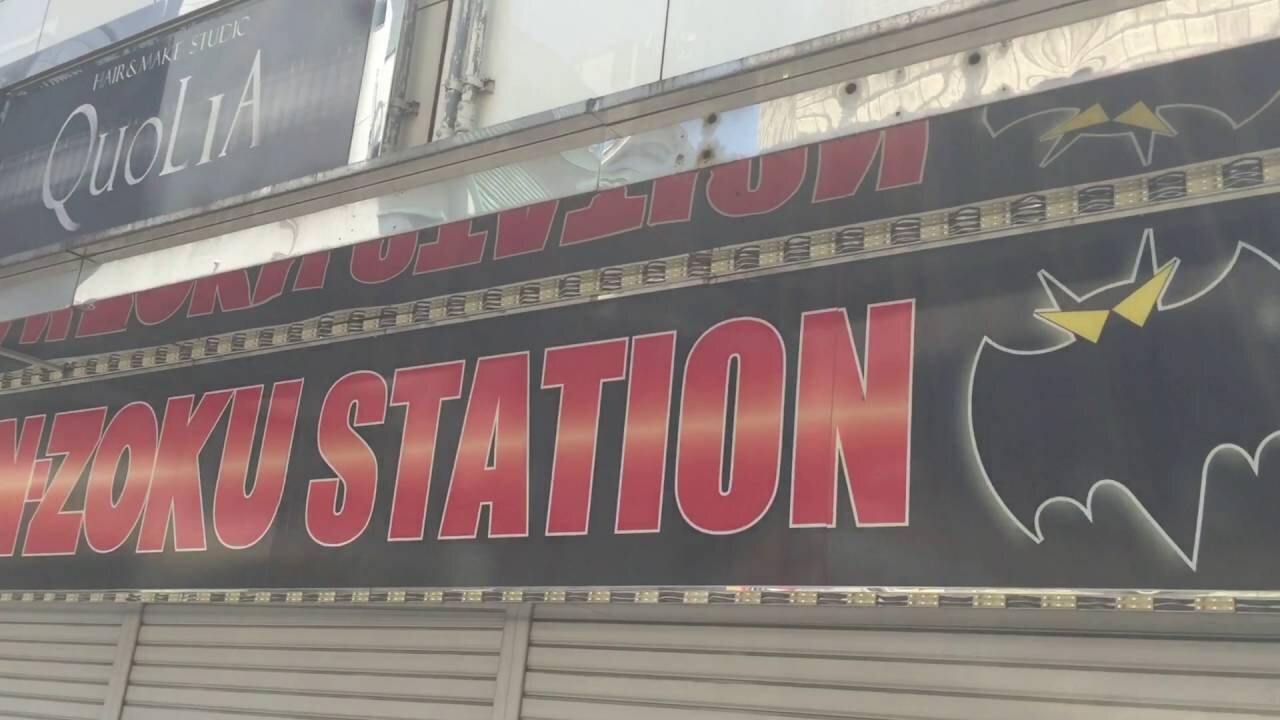 HAIR&MAKE STUDIO
QUOLIA
N-ZOKU STATION